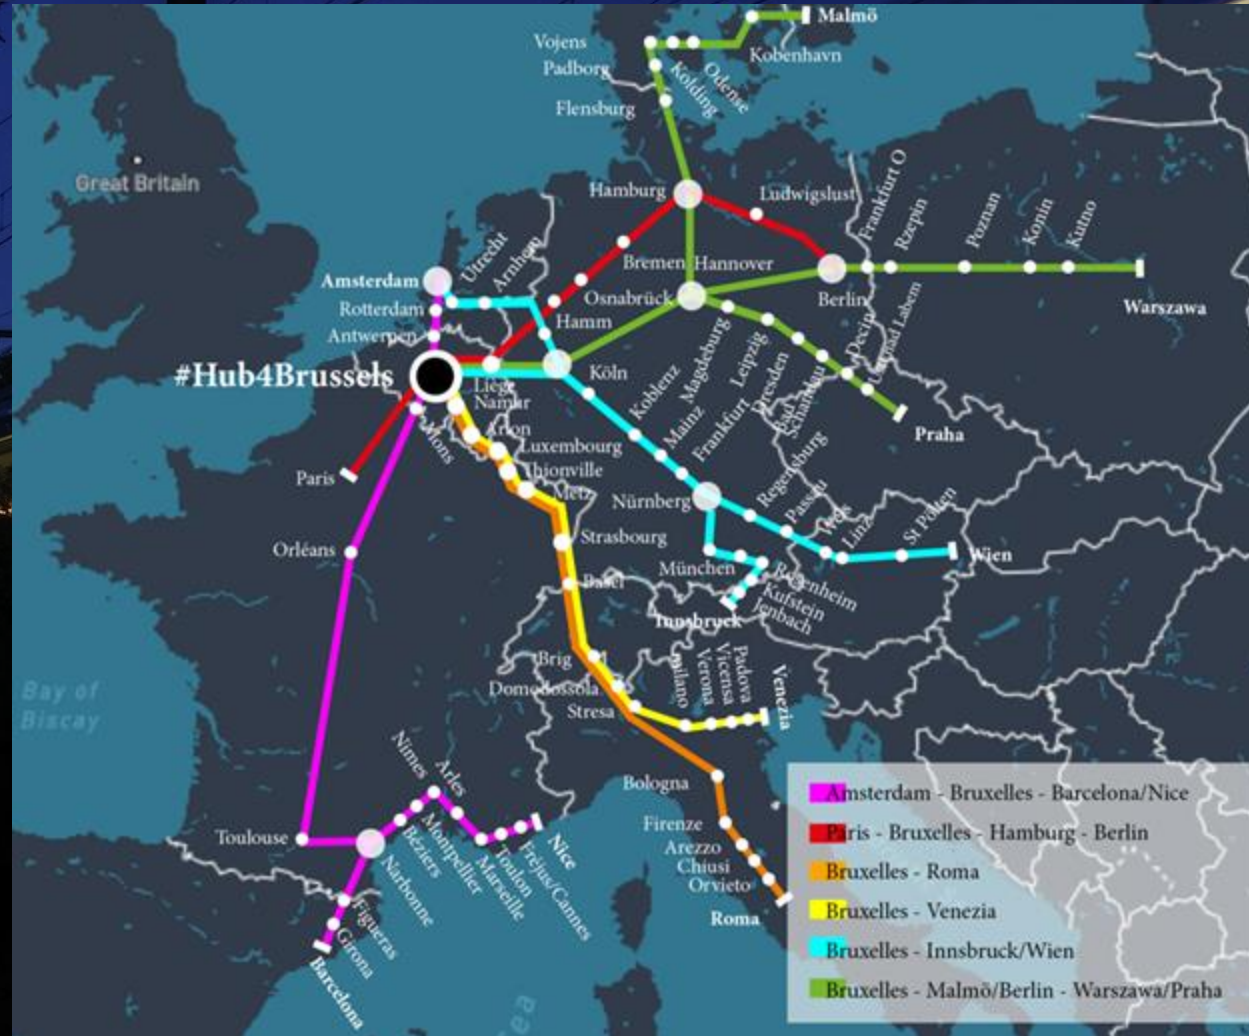 Malmö
Vojens
Kobenhavn
Padborg
Kolding
Odense
Flensburg
Great Britain
Hamburg
Ludwigslust
Frankfurt O
Rzepin
Poznan
Konin
Kutno
Utrecht
Arnhem
Bremen
Hannover
Amsterdam
Osnabrück
Berlin
Warszawa
Rotterdam
Hamm
Antwerpen
Magdeburg
Leipzig
Dresden
Bad
Schandau
Decin
#Hub4Brussels
Liège
Köln
Koblenz
Mainz
Frankfurt
Namur
Arlon
Mons
Praha
Luxembourg
Thionville
Metz
Paris
Nürnberg
Regensburg
Passau
Wels
Linz
St Pölten
Wien
Strasbourg
Orléans
Basel
München
Rosenheim
Kufstein
Jenbach
Innsbruck
Brig
Domodossola
Stresa
milano
Verona
Vicensa
Padova
Venezia
Bay of
Biscay
Bologna
Nimes
Arles
Firenze
Arezzo
Chiusi
Orvieto
Roma
Toulouse
Narbonne
Béziers
Montpellier
Marseille
Toulon
Fréjus/Cannes
Nice
Figueras
Girona
Barcelona
ea
Amsterdam - Bruxelles - Barcelona/Nice
Paris - Bruxelles - Hamburg - Berlin
Bruxelles - Roma
Bruxelles - Venezia
Bruxelles - Innsbruck/Wien
Bruxelles - Malmö/Berlin - Warszawa/Praha